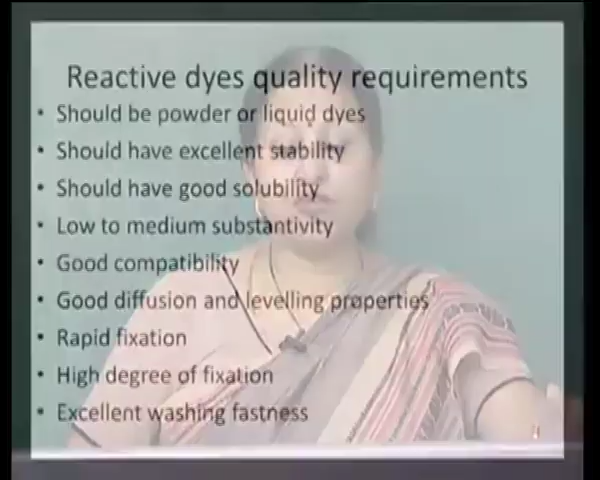 Reactive dyes quality requirements
• Should be powder or liquid dyes
• Should have excellent stability
• Should have good solubility
• Low to medium substantivity
• Good compatibility
• Good diffusion and levelling properties
• Rapid fixation
• High degree of fixation
• Excellent washing fastness